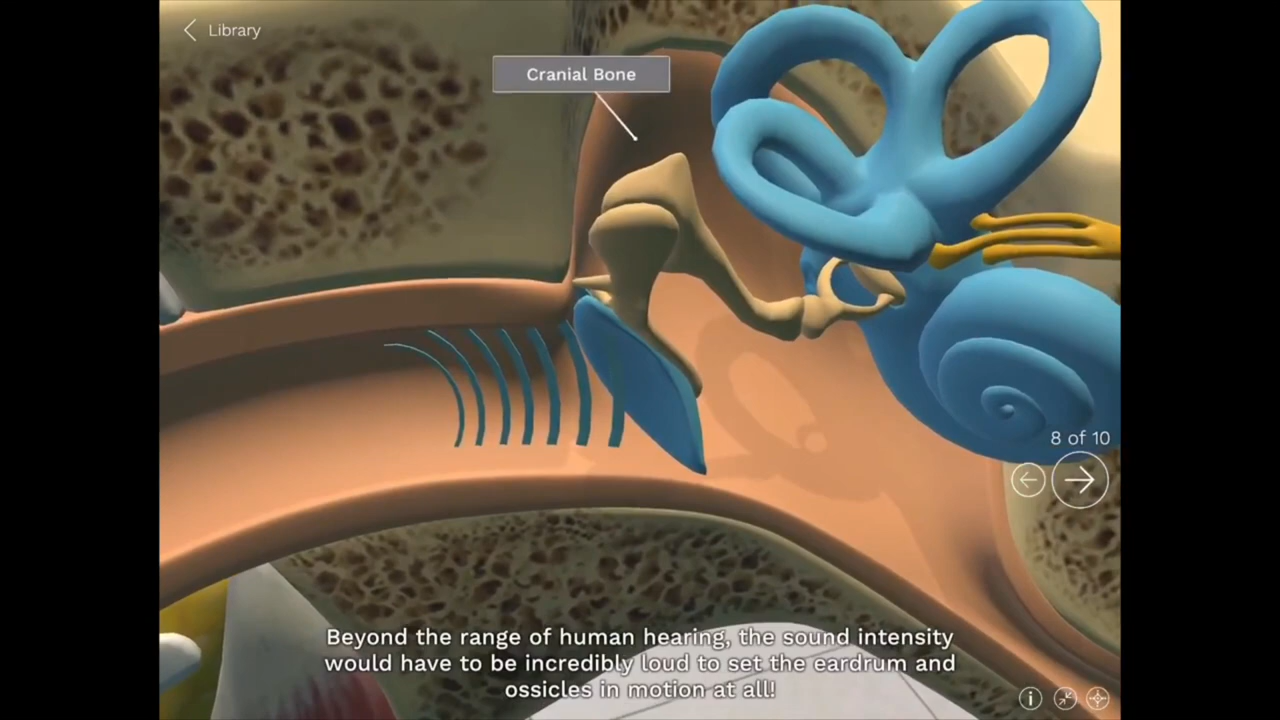 Library
Cranial Bone
8 of 10
Beyond the range of human hearing, the sound intensity
would have to be incredibly loud to set the eardrum and
ossicles in motion at all!